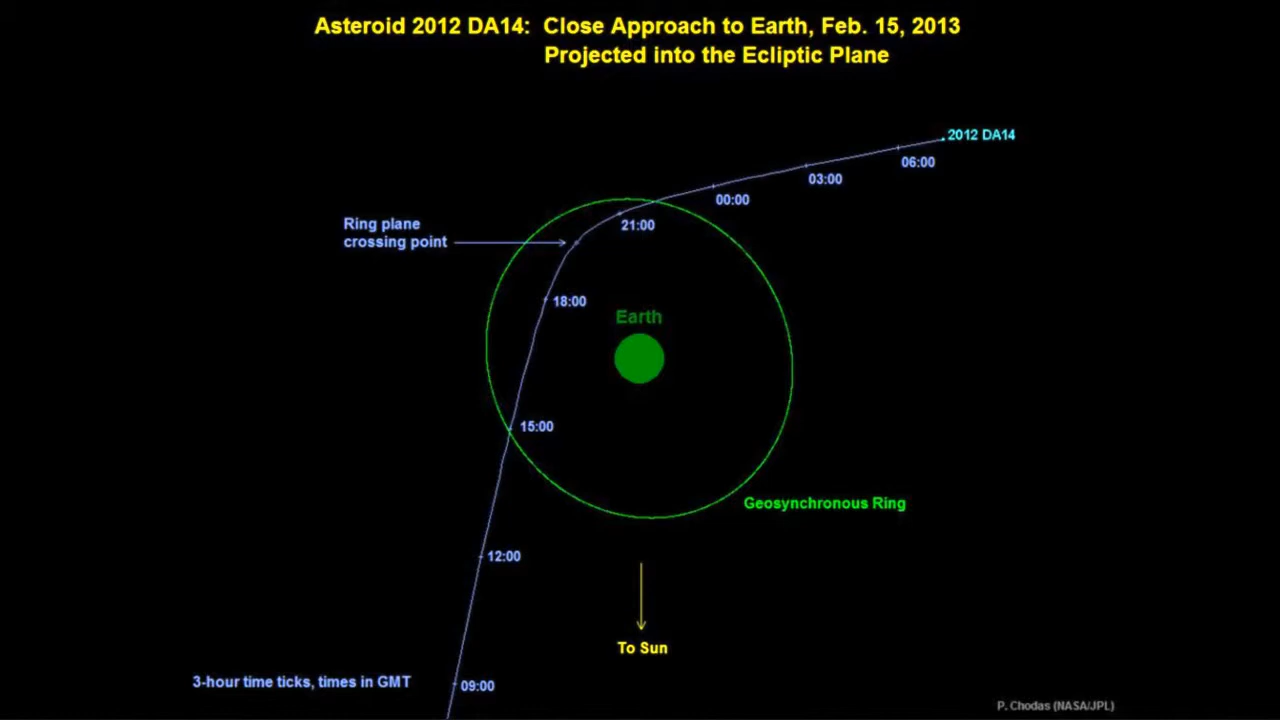 Asteroid 2012 DA14: Close Approach to Earth, Feb. 15, 2013
Projected into the Ecliptic Plane
2012 DA14
06:00
03:00
00:00
Ring plane
crossing point
21:00
18:00
Earth
15:00
Geosynchronous Ring
12:00
To Sun
3-hour time ticks, times in GMT
09:00
P. Chodas (NASA/JPL)